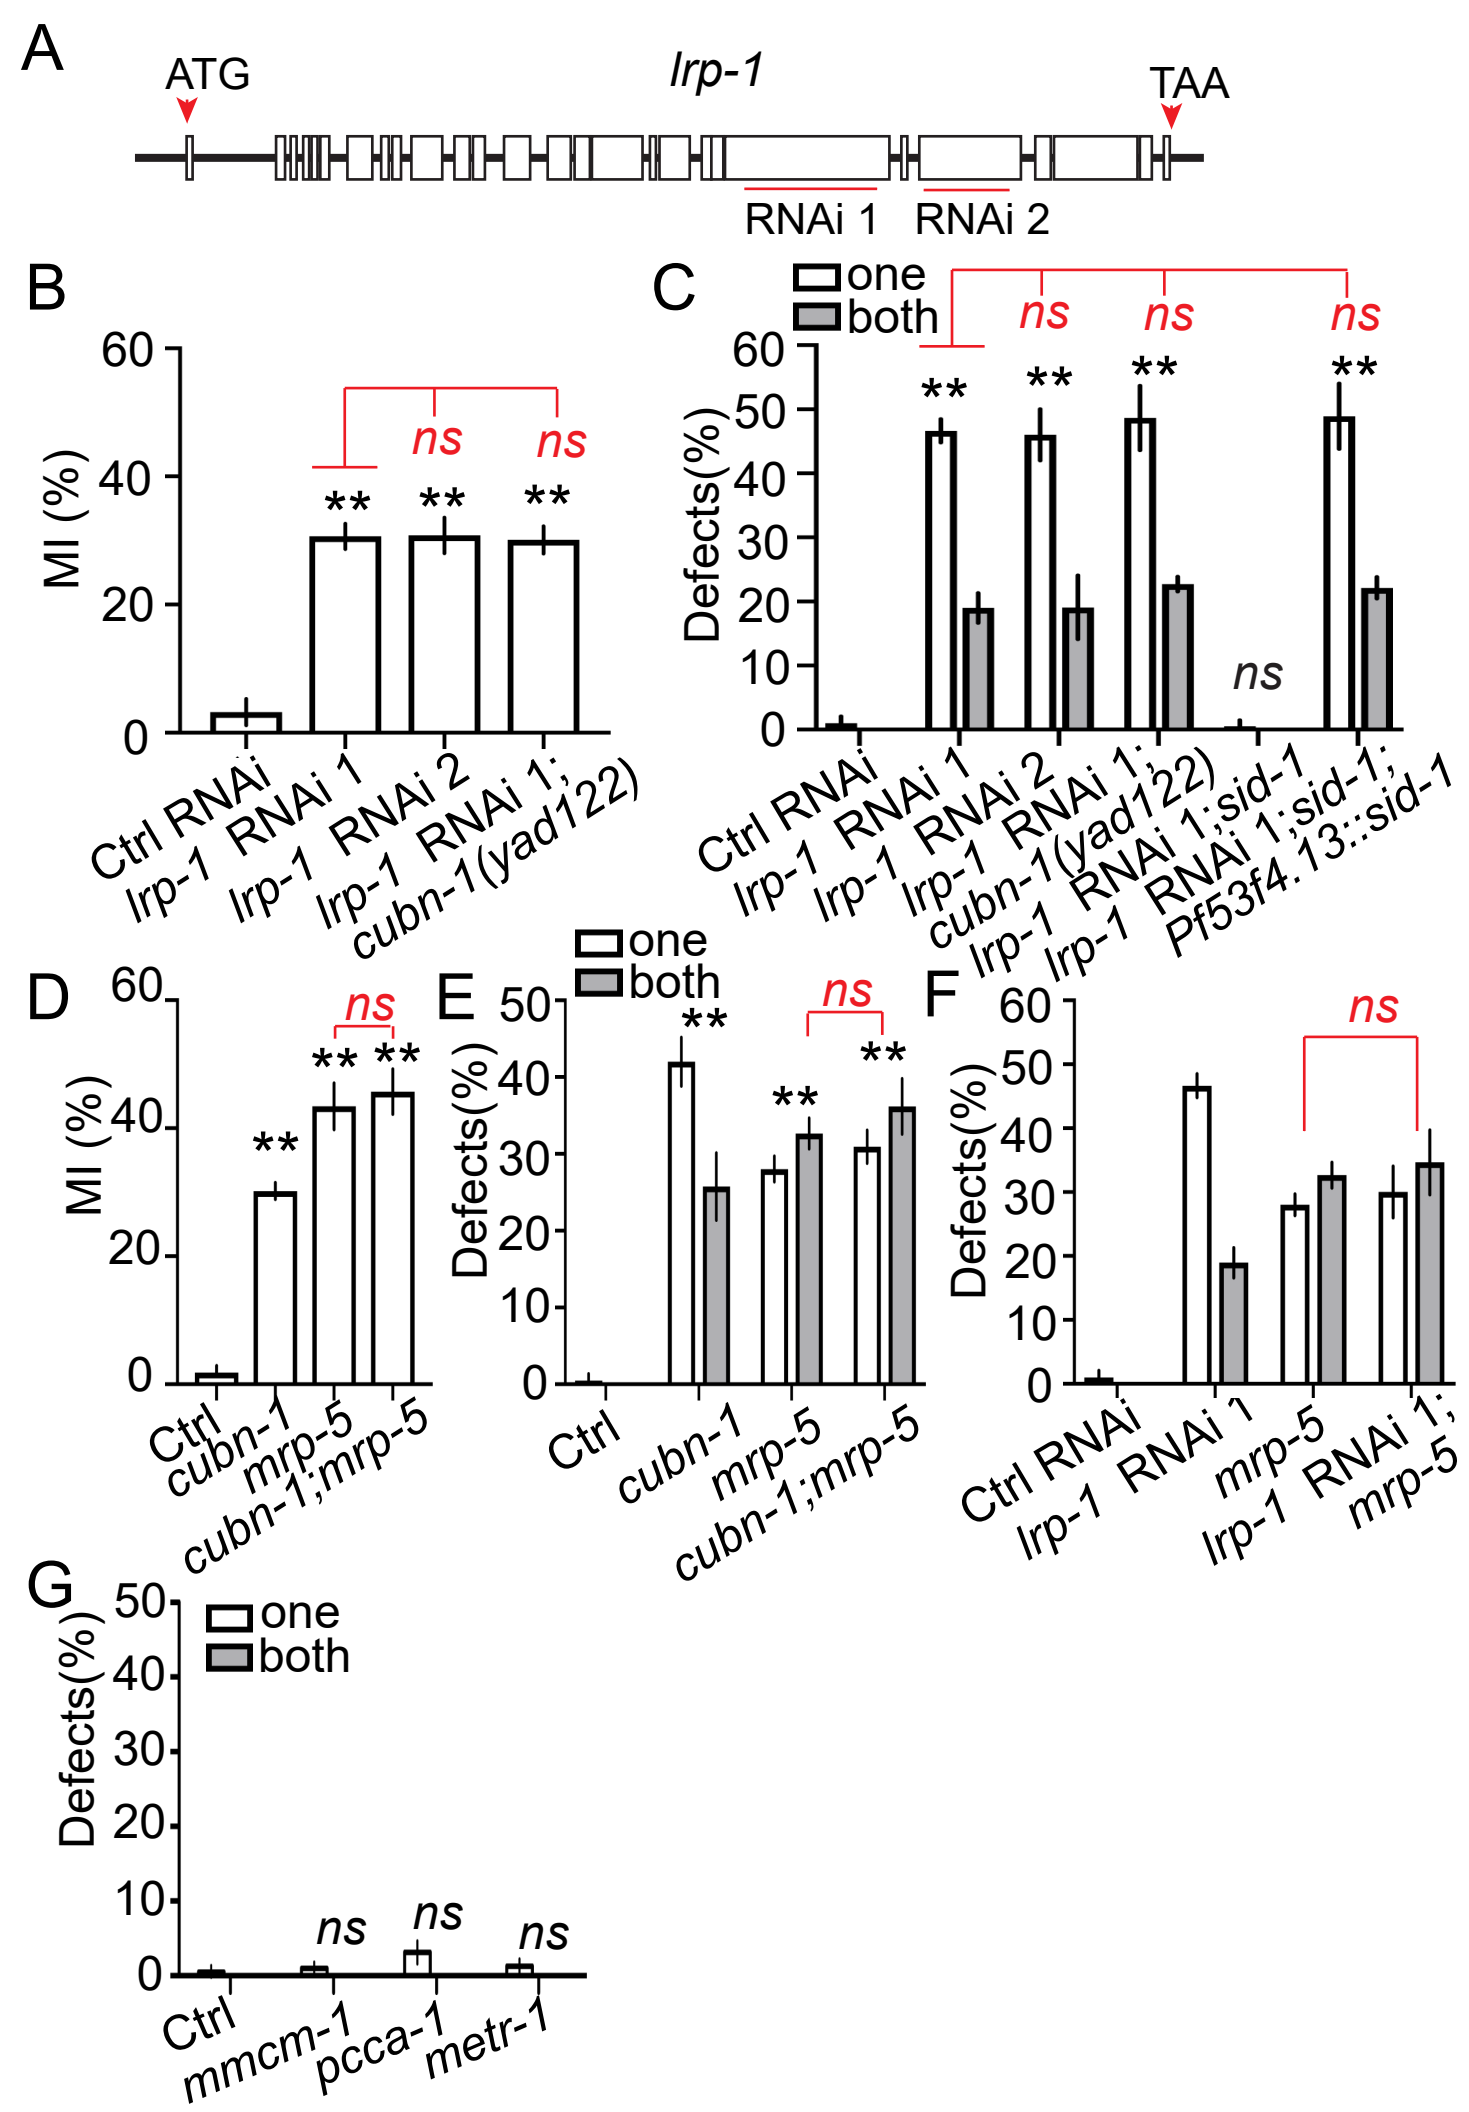 A
lrp-1
ATG
TAA
RNAi 1
RNAi 2
B
MI (%)
60
40
20
0
**
**
**
ns
ns
Ctrl RNAi
lrp-1 RNAi 1
lrp-1 RNAi 2
lrp-1 RNAi 1;
cubn-1(yad122)
C
one
both
Defects(%)
60
50
40
30
20
10
0
ns
ns
ns
**
**
**
**
ns
Ctrl RNAi
lrp-1 RNAi 1
lrp-1 RNAi 2
lrp-1 RNAi 1;
cubn-1(yad122)
lrp-1 RNAi 1;sid-1
lrp-1 RNAi 1;sid-1;
Pf53f4.13::sid-1
D
MI (%)
60
40
20
0
ns
**
**
**
Ctrl
cubn-1
mrp-5
cubn-1;mrp-5
E
one
both
Defects(%)
50
40
30
20
10
0
ns
**
**
**
Ctrl
cubn-1
mrp-5
cubn-1;mrp-5
F
Defects(%)
60
50
40
30
20
10
0
ns
Ctrl RNAi
lrp-1 RNAi 1
mrp-5
lrp-1 RNAi 1;
mrp-5
G
one
both
Defects(%)
50
40
30
20
10
0
ns
ns
ns
Ctrl
mmcm-1
pcca-1
metr-1